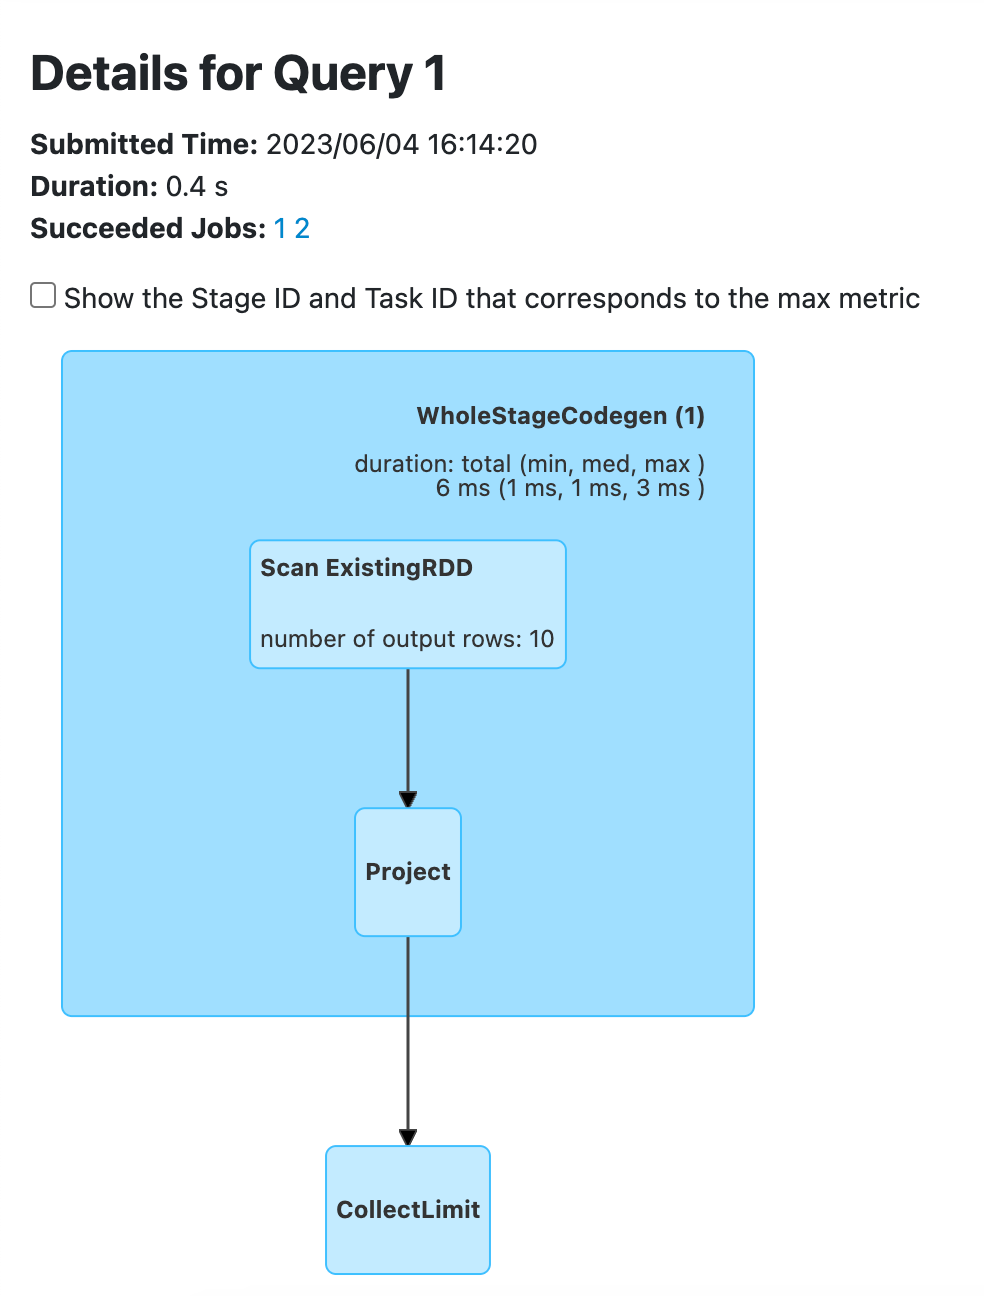 Details for Query 1
Submitted Time: 2023/06/04 16:14:20
Duration: 0.4 s
Succeeded Jobs: 1 2
Show the Stage ID and Task ID that corresponds to the max metric
WholeStageCodegen (1)
duration: total (min, med, max )
6 ms (1 ms, 1 ms, 3 ms )
Scan ExistingRDD
number of output rows: 10
Project
CollectLimit